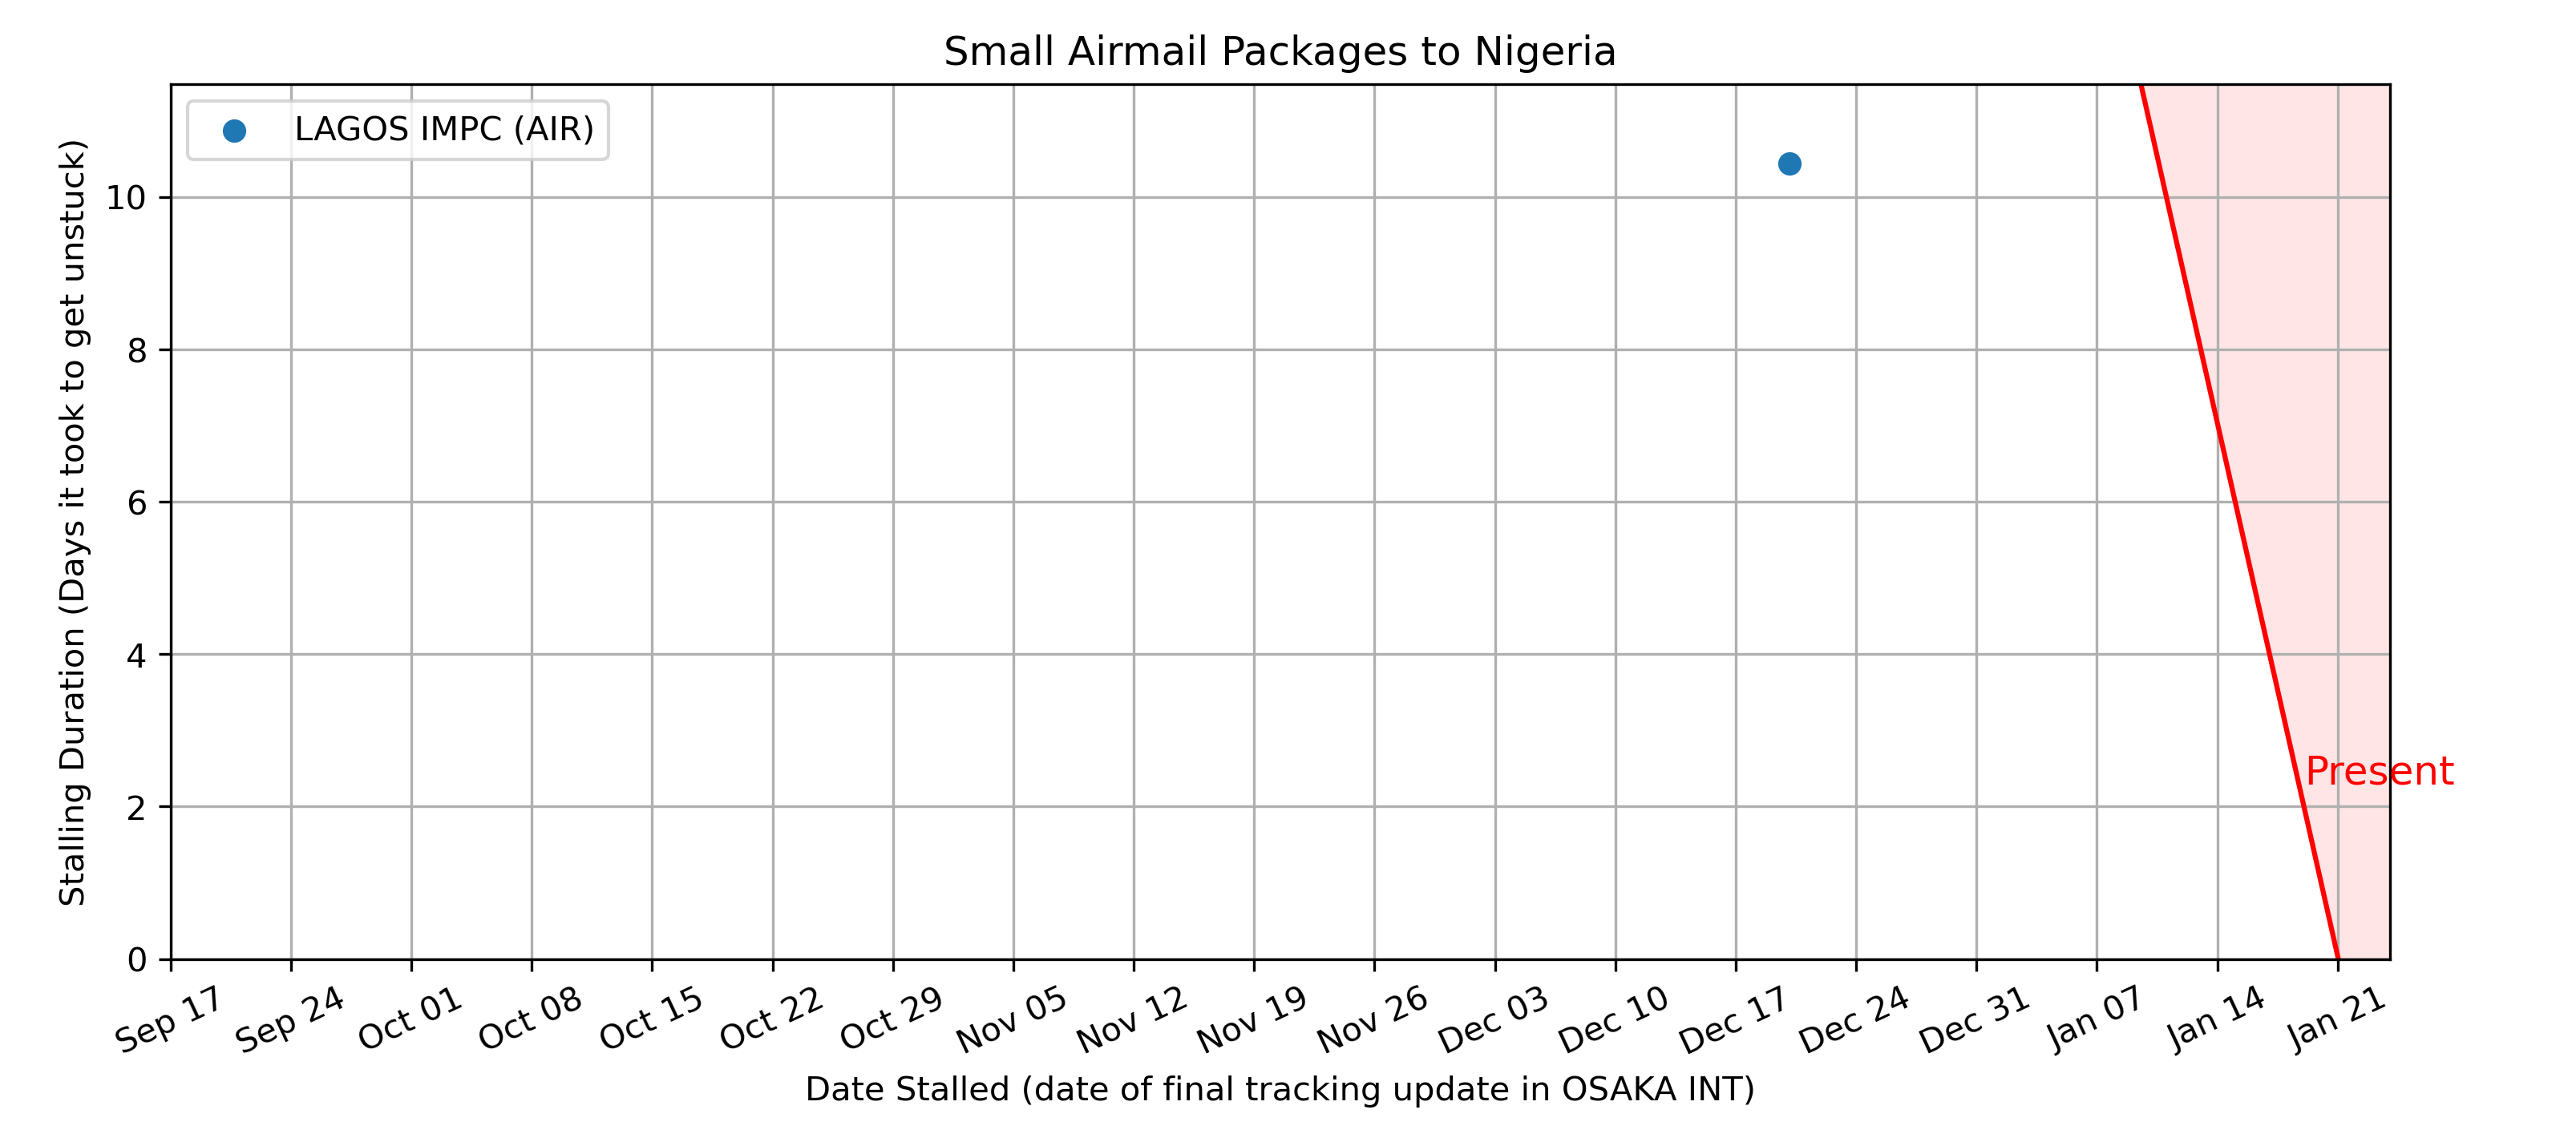 Small Airmail Packages to Nigeria
LAGOS IMPC (AIR)
Stalling Duration (Days it took to get unstuck)
10
8
6
4
2
0
Present
Sep 17 Sep 24 Oct 01 Oct 08 Oct 15 Oct 22 Oct 29 Nov 05 Nov 12 Nov 19 Nov 26 Dec 03 Dec 10 Dec 17 Dec 24 Dec 31 Jan 07 Jan 14 Jan 21
Date Stalled (date of final tracking update in OSAKA INT)